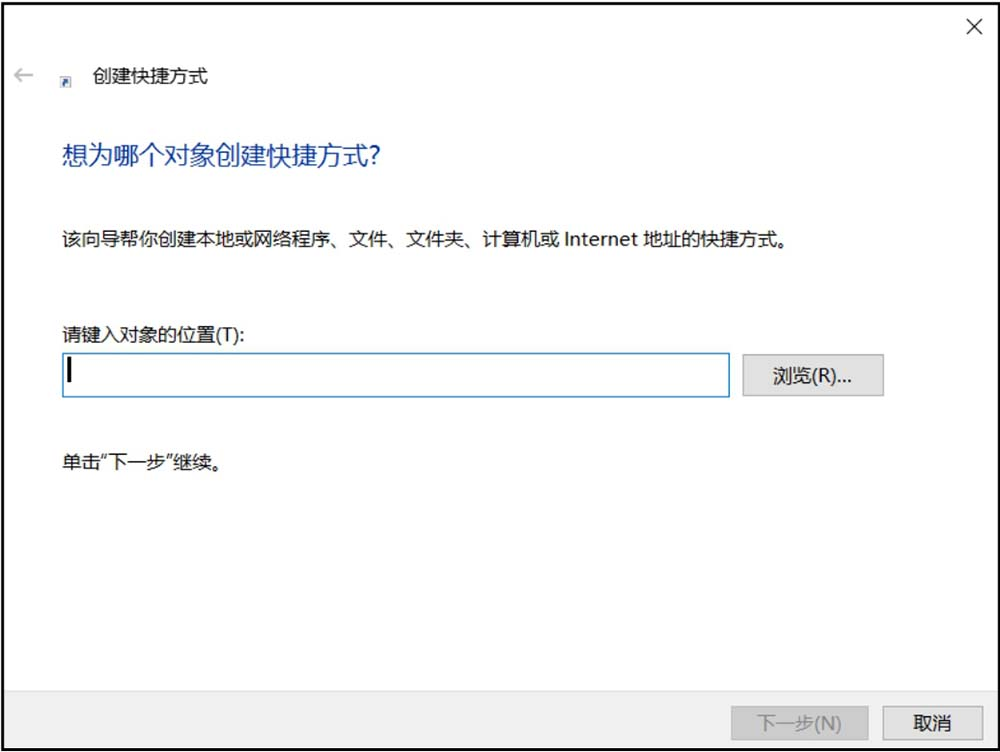 创建快捷方式
想为哪个对象创建快捷方式?
该向导帮你创建本地或网络程序、文件、文件夹、计算机或 Internet 地址的快捷方式。
请键入对象的位置(T):
浏览(R)...
单击“下一步”继续。
下一步(N)
取消